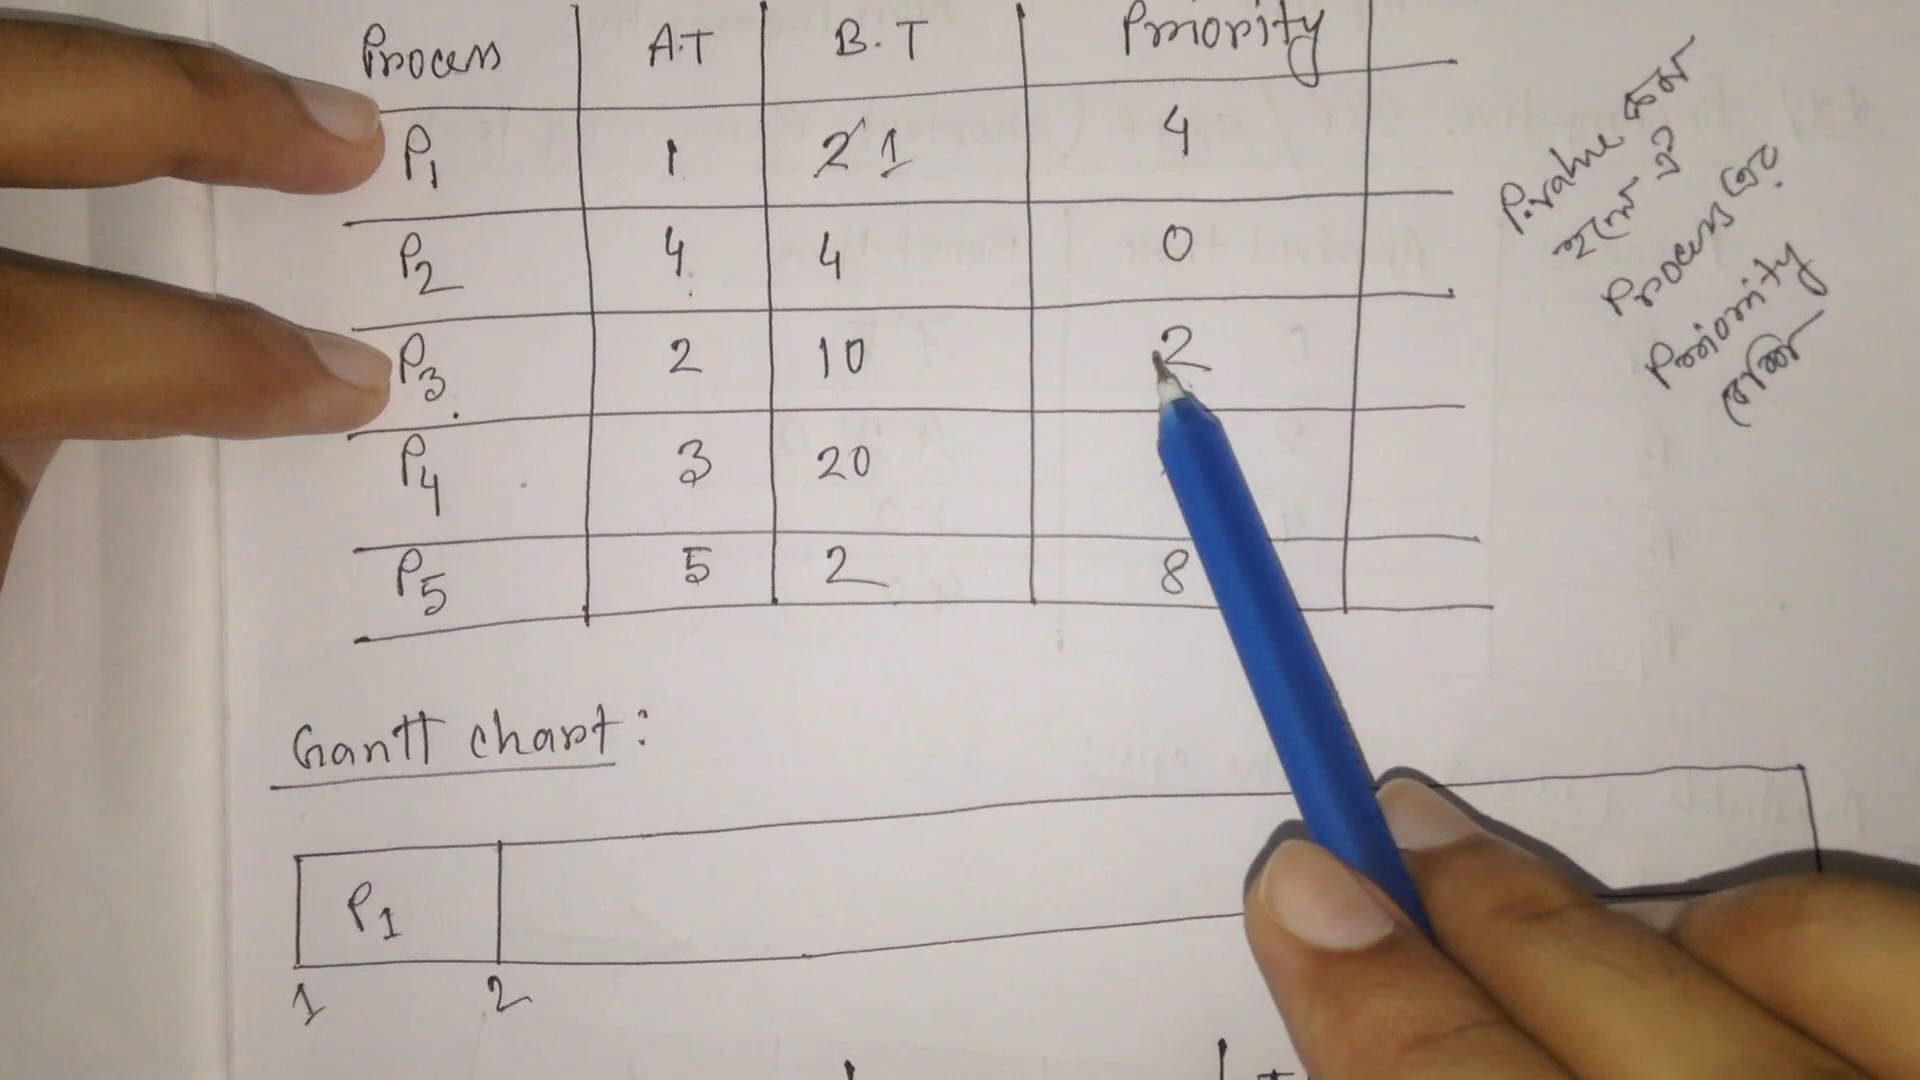 Process A.T B.T Priority
P1 1 2 1 4
P2 4 4 0
P3 2 10 2
P4 3 20
P5 5 2 8
P.value কম
হলে ঐ
Process এর
Priority
বেশি
Gantt chart:
P1
1 2